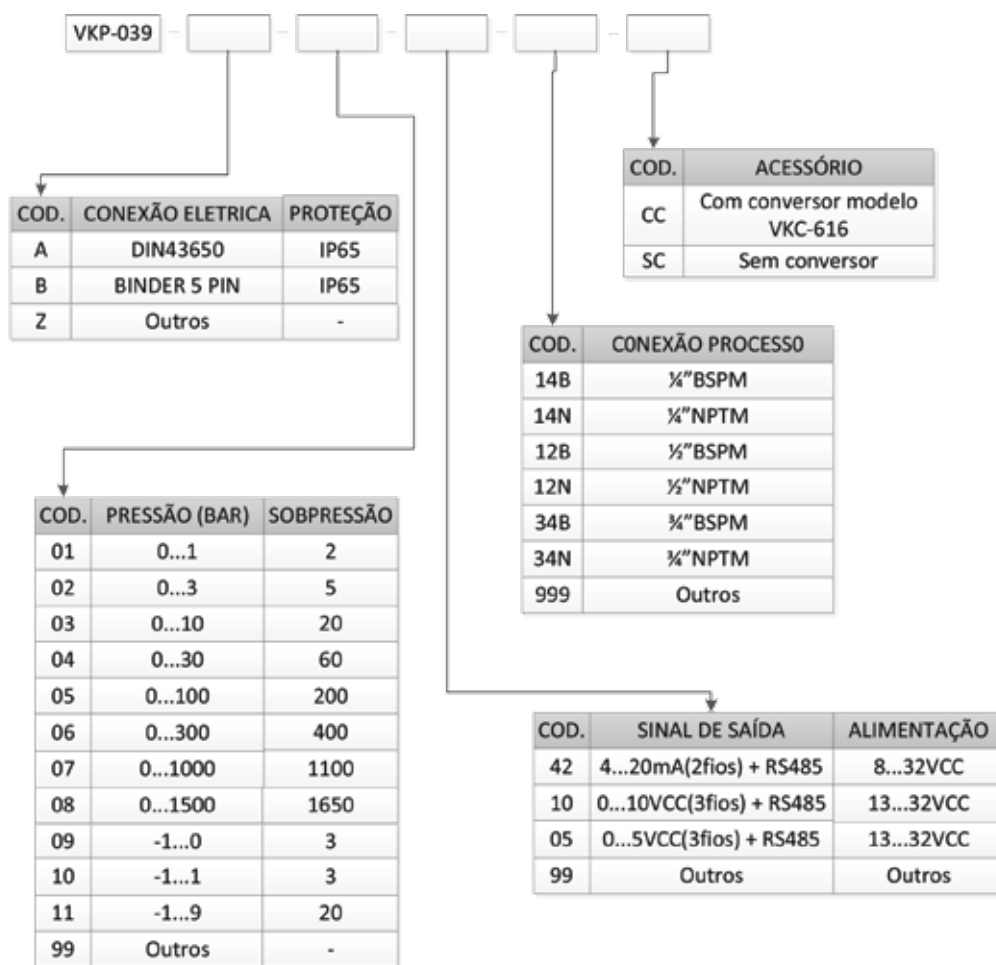 VKP-039 - - - - -
COD. CONEXÃO ELETRICA PROTEÇÃO
A DIN43650 IP65
B BINDER 5 PIN IP65
Z Outros -
COD. ACESSÓRIO
CC Com conversor modelo
VKC-616
SC Sem conversor
COD. C0NEXÃO PROCESS0
14B ¼"BSPM
14N ¼"NPTM
12B ½"BSPM
12N ½"NPTM
34B ¾"BSPM
34N ¾"NPTM
999 Outros
COD. PRESSÃO (BAR) SOBPRESSÃO
01 0...1 2
02 0...3 5
03 0...10 20
04 0...30 60
05 0...100 200
06 0...300 400
07 0...1000 1100
08 0...1500 1650
09 -1...0 3
10 -1...1 3
11 -1...9 20
99 Outros -
COD. SINAL DE SAÍDA ALIMENTAÇÃO
42 4...20mA(2fios) + RS485 8...32VCC
10 0...10VCC(3fios) + RS485 13...32VCC
05 0...5VCC(3fios) + RS485 13...32VCC
99 Outros Outros